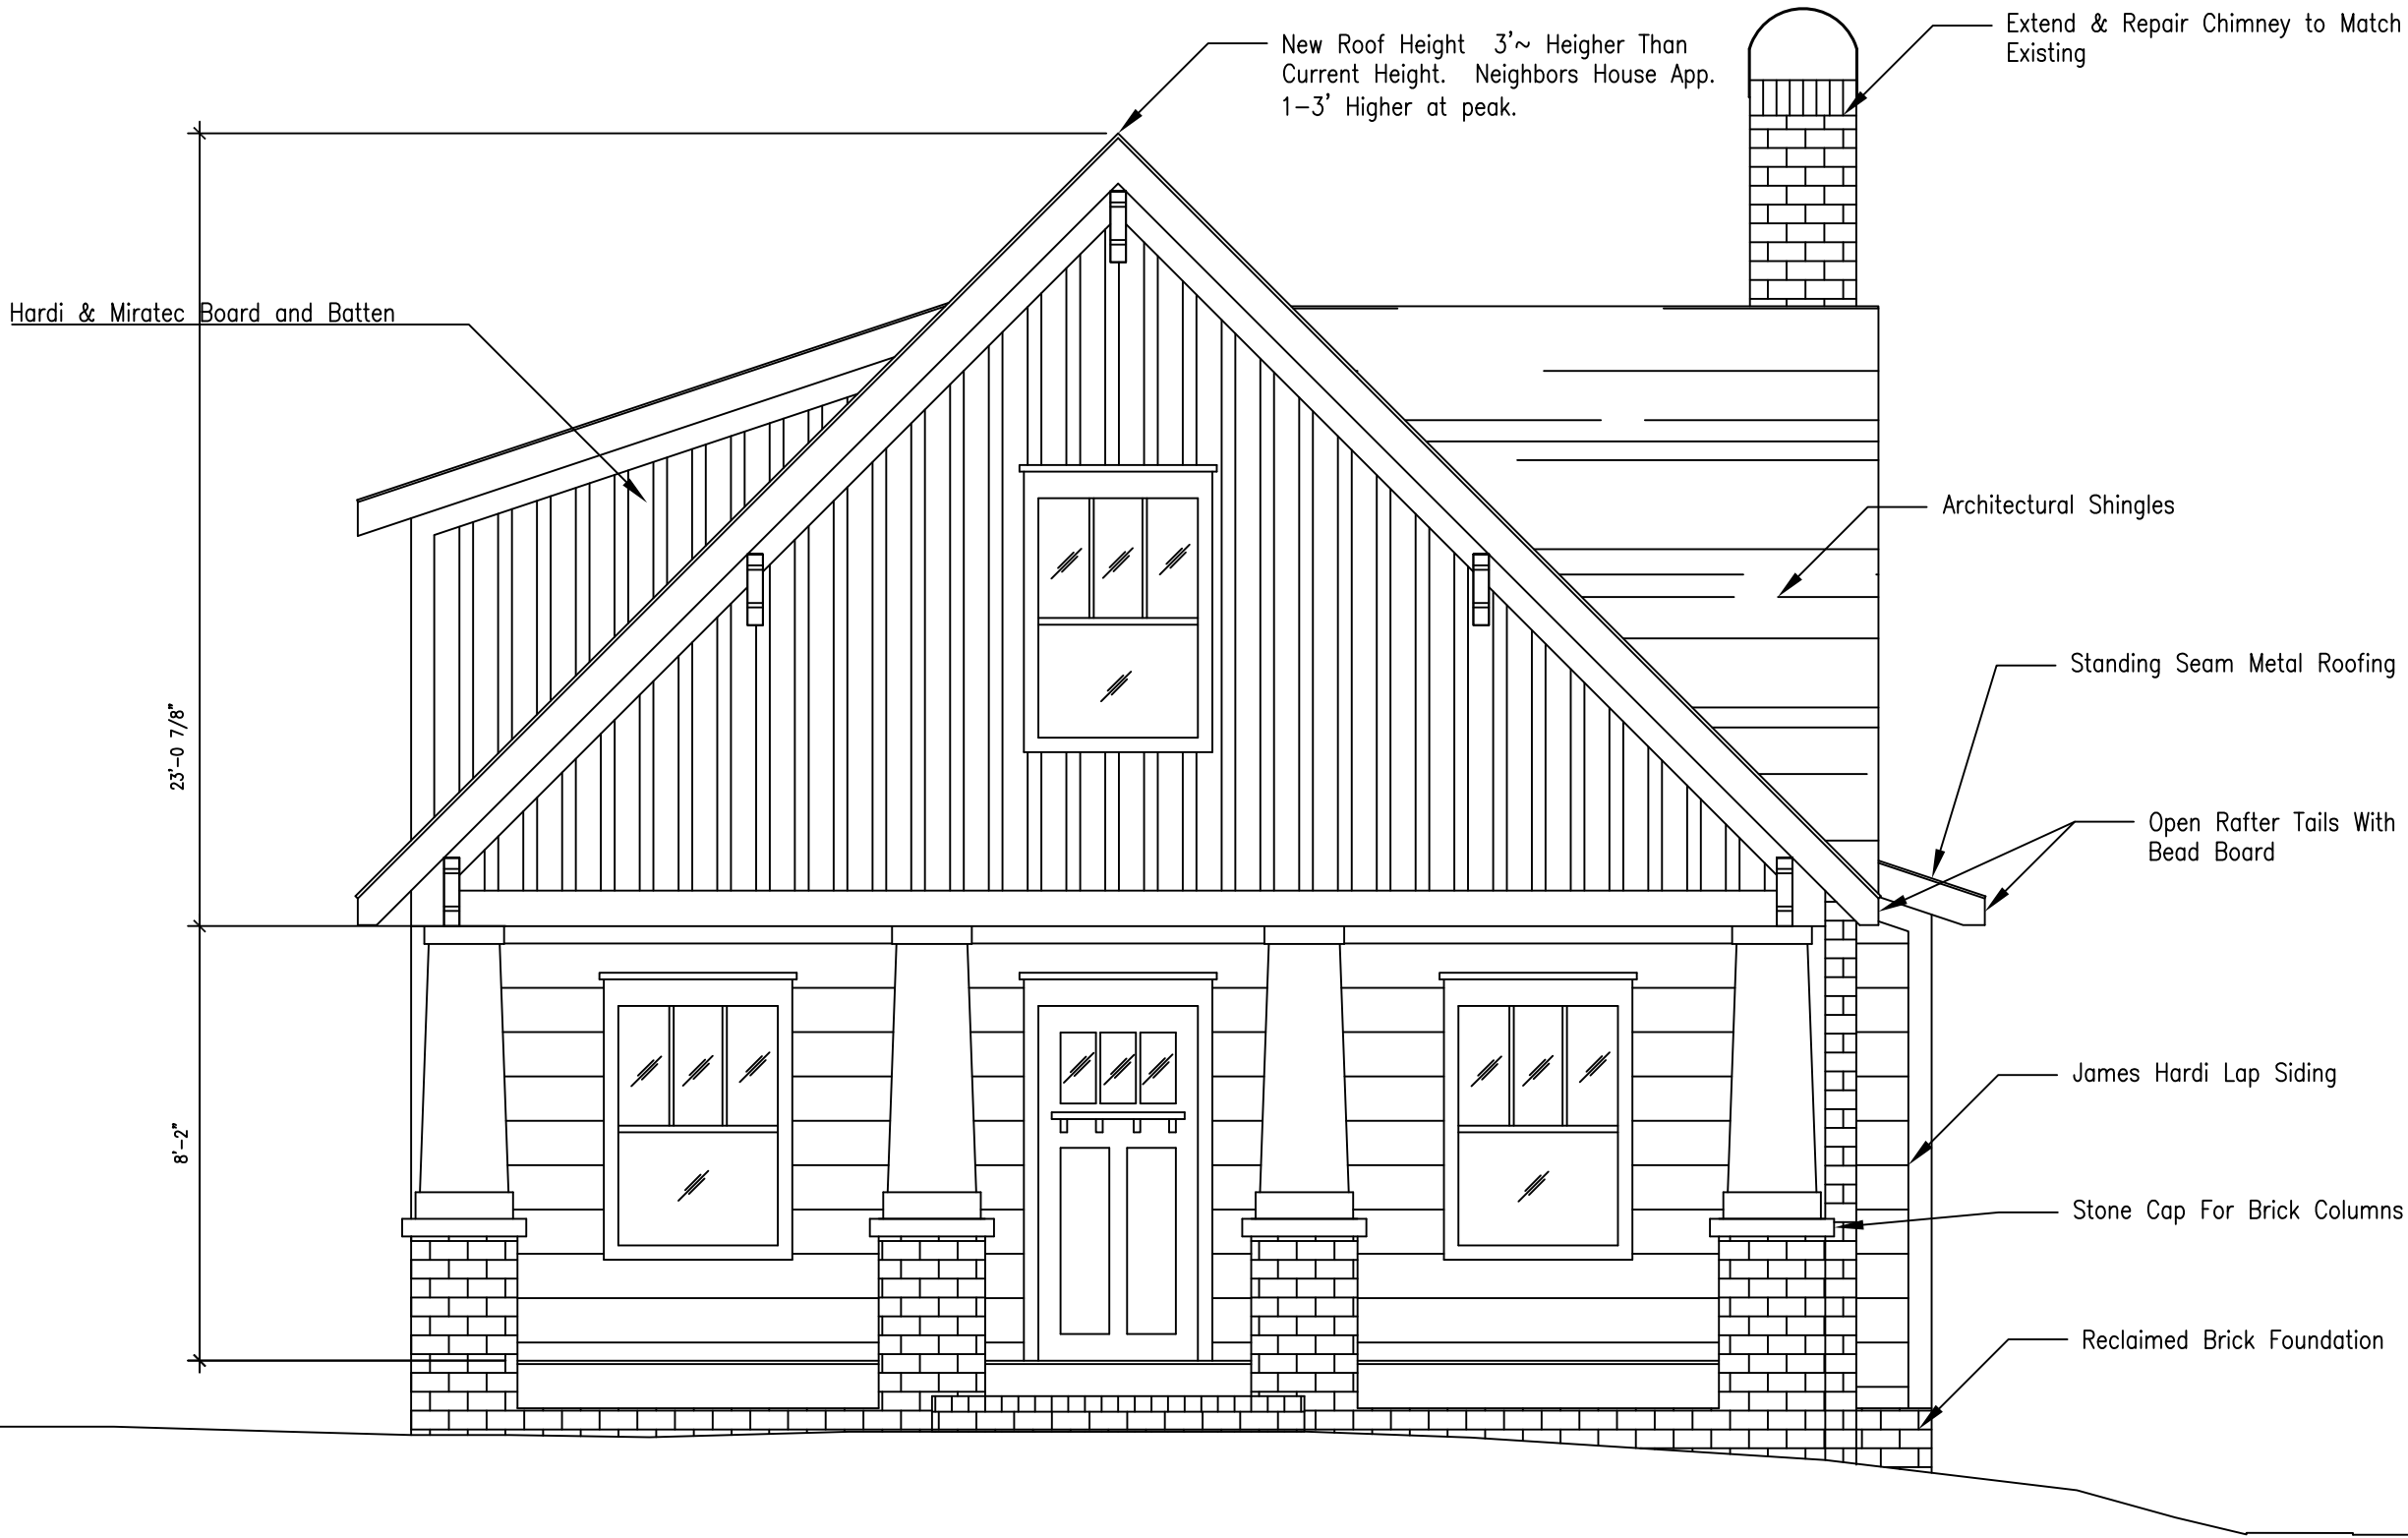 Extend & Repair Chimney to Match
Existing
New Roof Height 3'~ Heigher Than
Current Height. Neighbors House App.
1-3' Higher at peak.
Hardi & Miratec Board and Batten
Architectural Shingles
Standing Seam Metal Roofing
23'-0 7/8"
Open Rafter Tails With
Bead Board
James Hardi Lap Siding
8'-2"
Stone Cap For Brick Columns
Reclaimed Brick Foundation